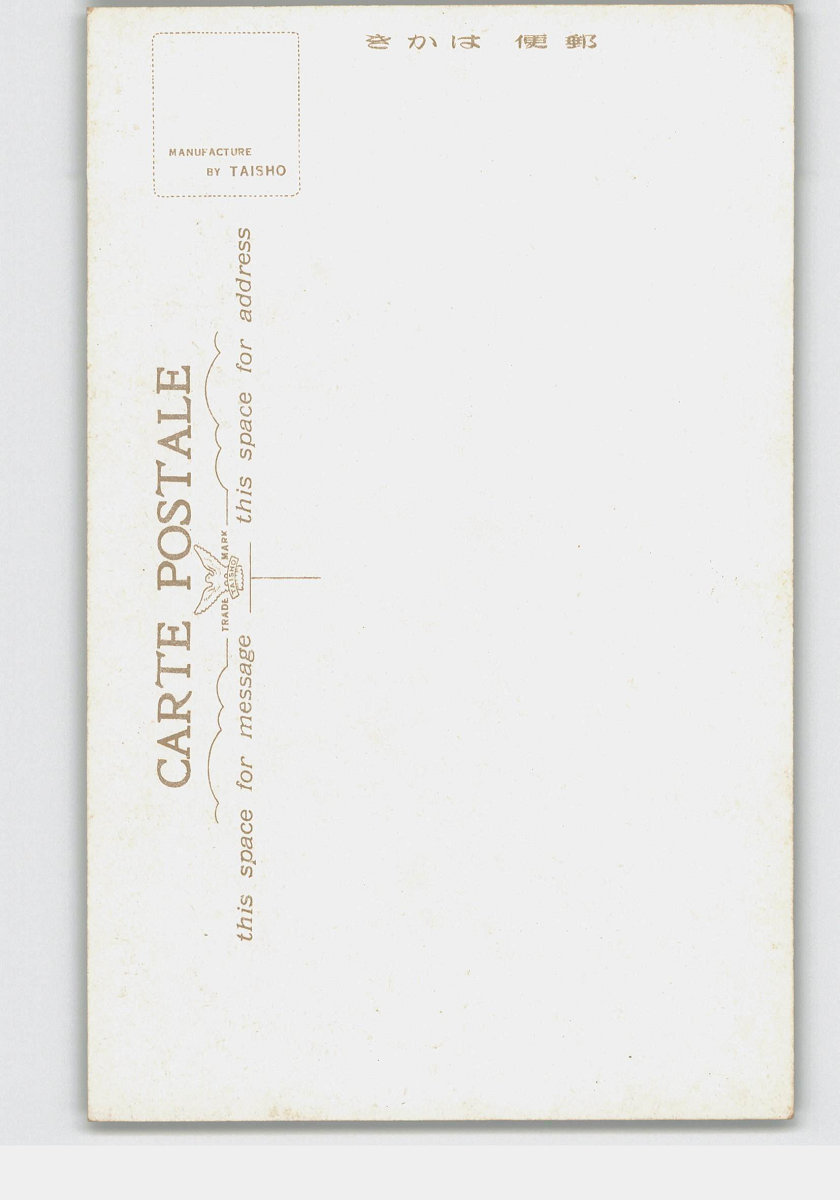 きかは 便郵
MANUFACTURE
BY TAISHO
CARTE POSTALE
TRADE MARK
TAISHO
this space for message
this space for address